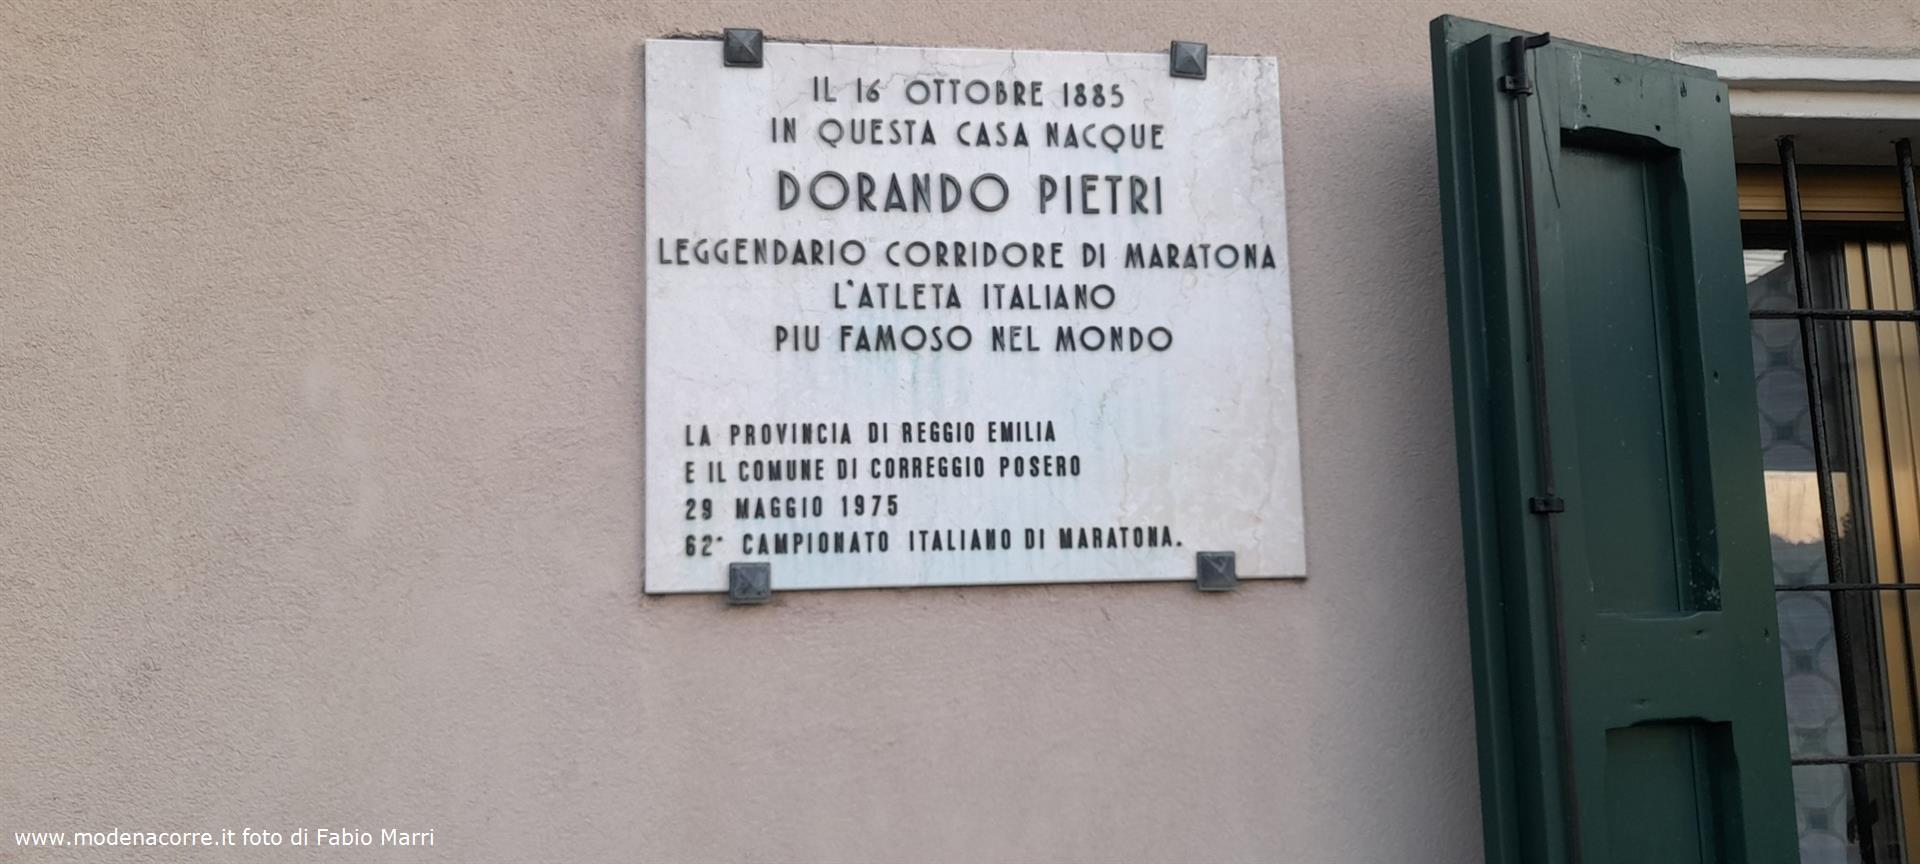 IL 16 OTTOBRE 1885
IN QUESTA CASA NACQUE
DORANDO PIETRI
LEGGENDARIO CORRIDORE DI MARATONA
L'ATLETA ITALIANO
PIU FAMOSO NEL MONDO
LA PROVINCIA DI REGGIO EMILIA
E IL COMUNE DI CORREGGIO POSERO
29 MAGGIO 1975
62° CAMPIONATO ITALIANO DI MARATONA.
www.modenacorre.it foto di Fabio Marri